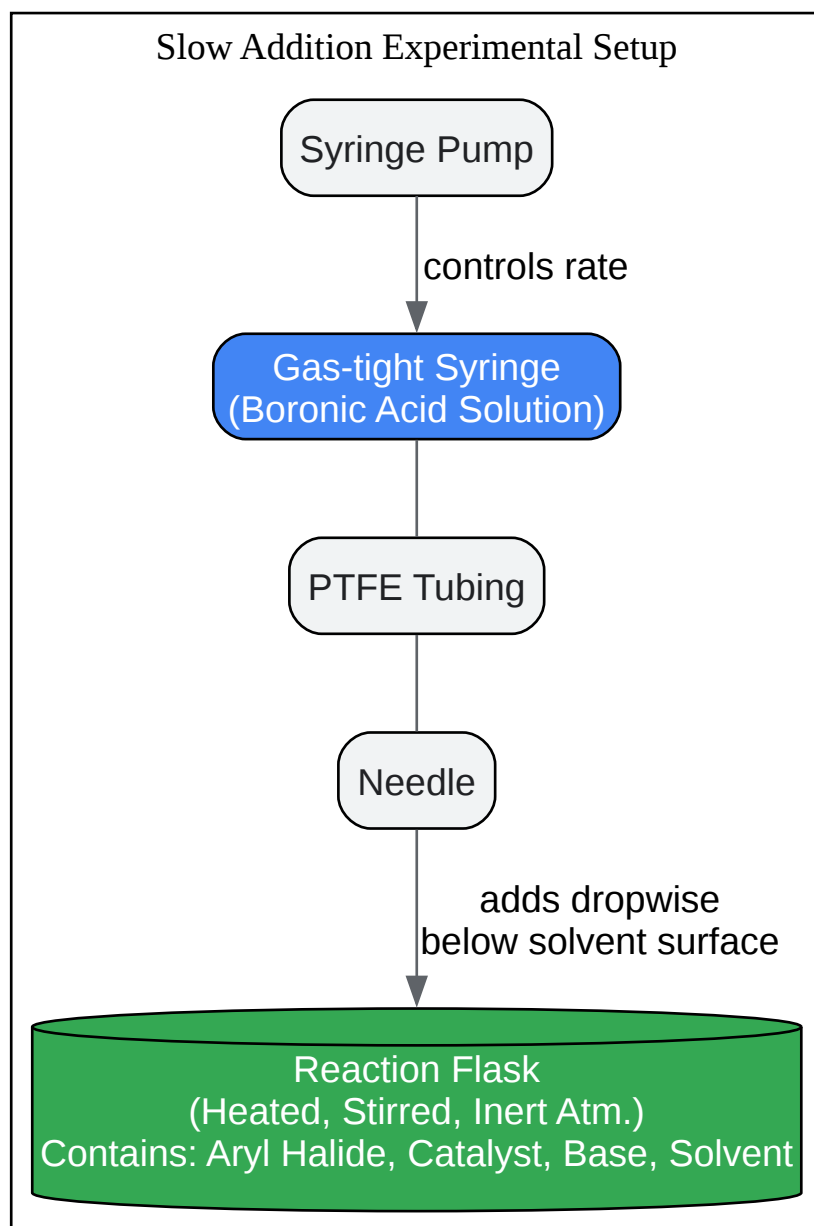 Slow Addition Experimental Setup
Syringe Pump
controls rate
Gas-tight Syringe
(Boronic Acid Solution)
PTFE Tubing
Needle
adds dropwise
below solvent surface
Reaction Flask
(Heated, Stirred, Inert Atm.)
Contains: Aryl Halide, Catalyst, Base, Solvent